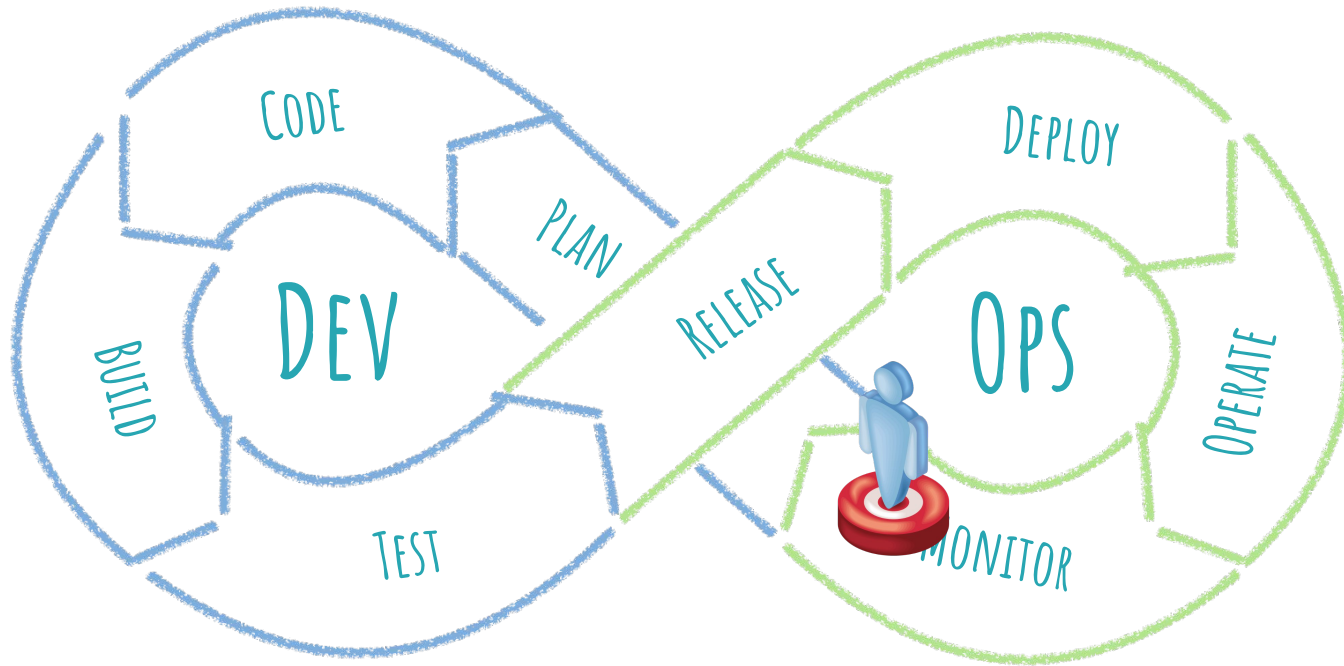 Code
Deploy
Plan
Release
Dev
Ops
Build
Operate
Test
Monitor